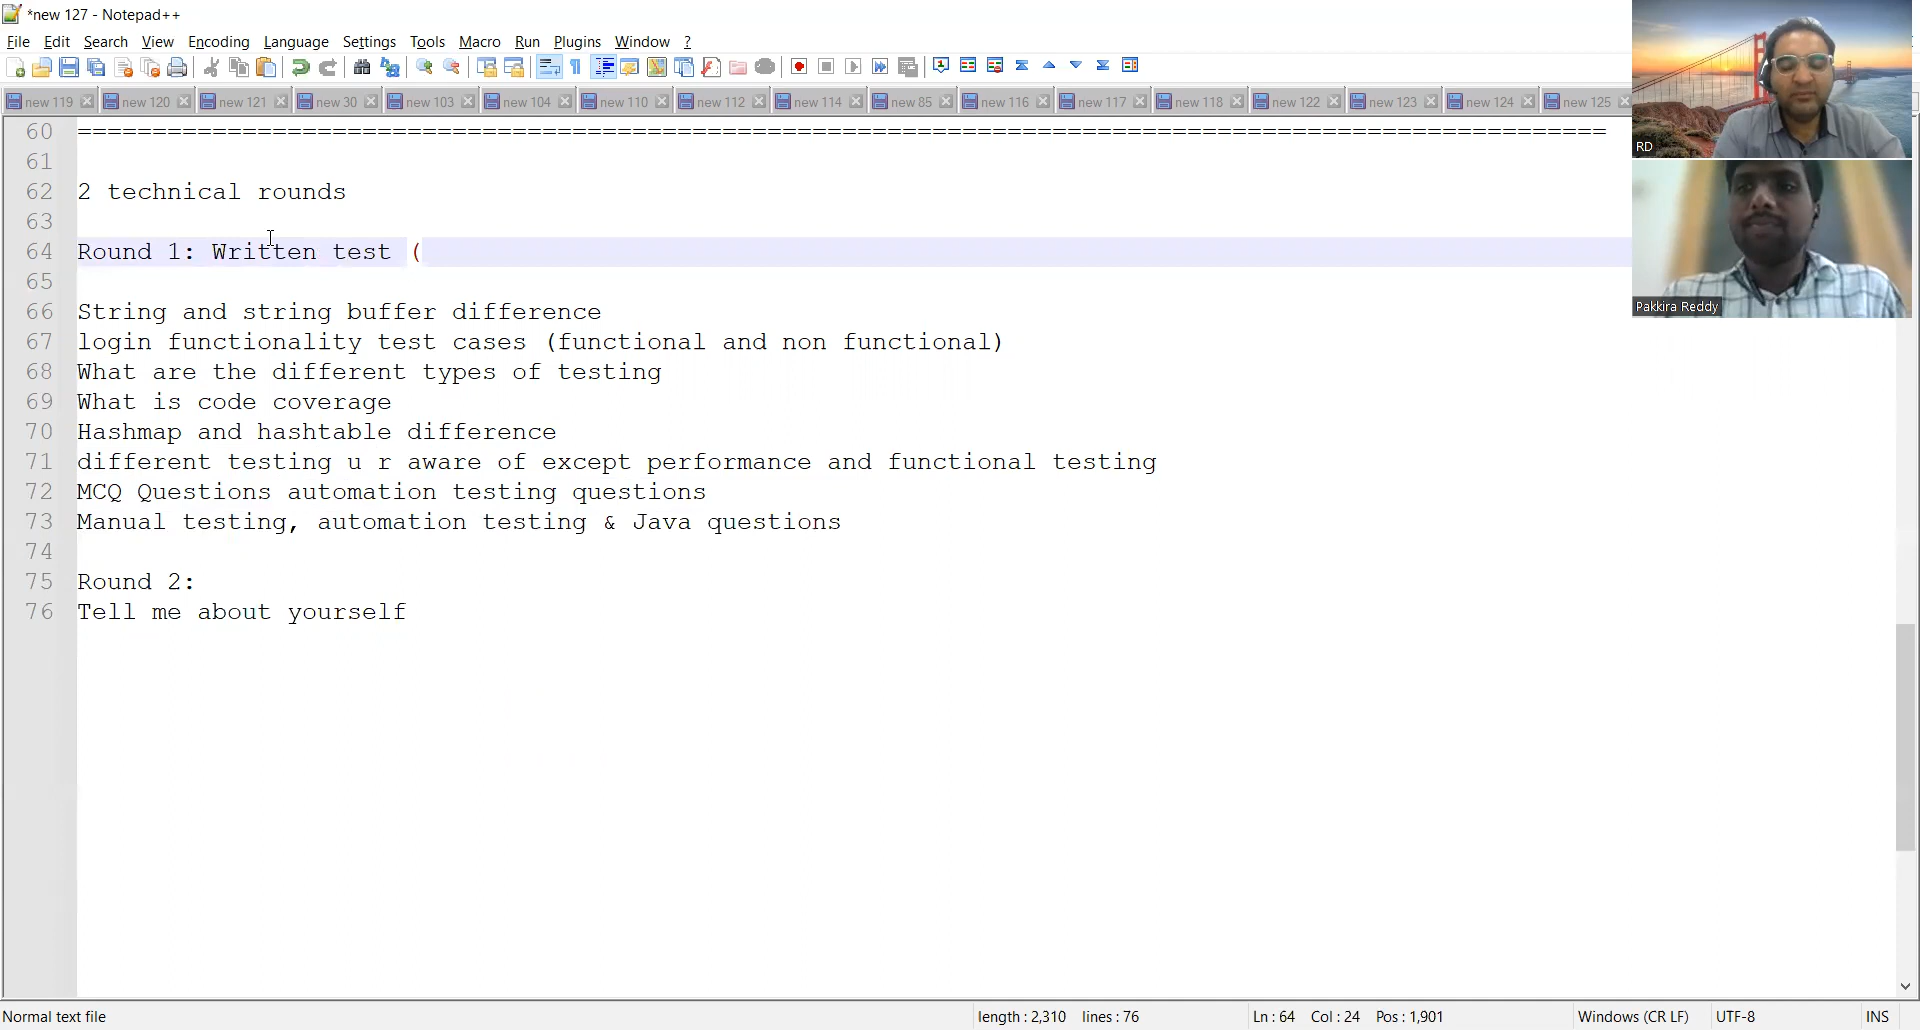 *new 127 - Notepad++
File Edit Search View Encoding Language Settings Tools Macro Run Plugins Window ?
new 119 new 120 new 121 new 30 new 103 new 104 new 110 new 112 new 114 new 85 new 116 new 117 new 118 new 122 new 123 new 124 new 125
60 ======================================================================================================
61
62 2 technical rounds
63
64 Round 1: Written test (
65
66 String and string buffer difference
67 login functionality test cases (functional and non functional)
68 What are the different types of testing
69 What is code coverage
70 Hashmap and hashtable difference
71 different testing u r aware of except performance and functional testing
72 MCQ Questions automation testing questions
73 Manual testing, automation testing & Java questions
74
75 Round 2:
76 Tell me about yourself
RD
Pakkira Reddy
Normal text file length : 2,310 lines : 76 Ln : 64 Col : 24 Pos : 1,901 Windows (CR LF) UTF-8 INS